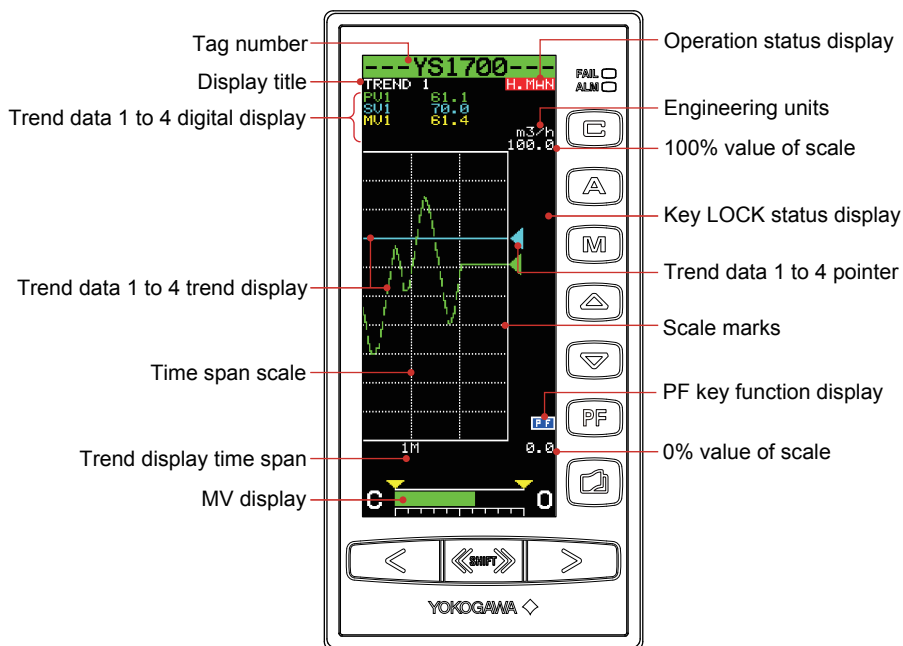 Tag number
Display title
Trend data 1 to 4 digital display
Trend data 1 to 4 trend display
Time span scale
Trend display time span
MV display
---YS1700---
TREND 1 H.MAN
PV1 61.1
SV1 70.0
MV1 61.4
m3/h
100.0
PF
1M 0.0
C O
FAIL
ALM
C
A
M
PF
< SHIFT >
YOKOGAWA
Operation status display
Engineering units
100% value of scale
Key LOCK status display
Trend data 1 to 4 pointer
Scale marks
PF key function display
0% value of scale